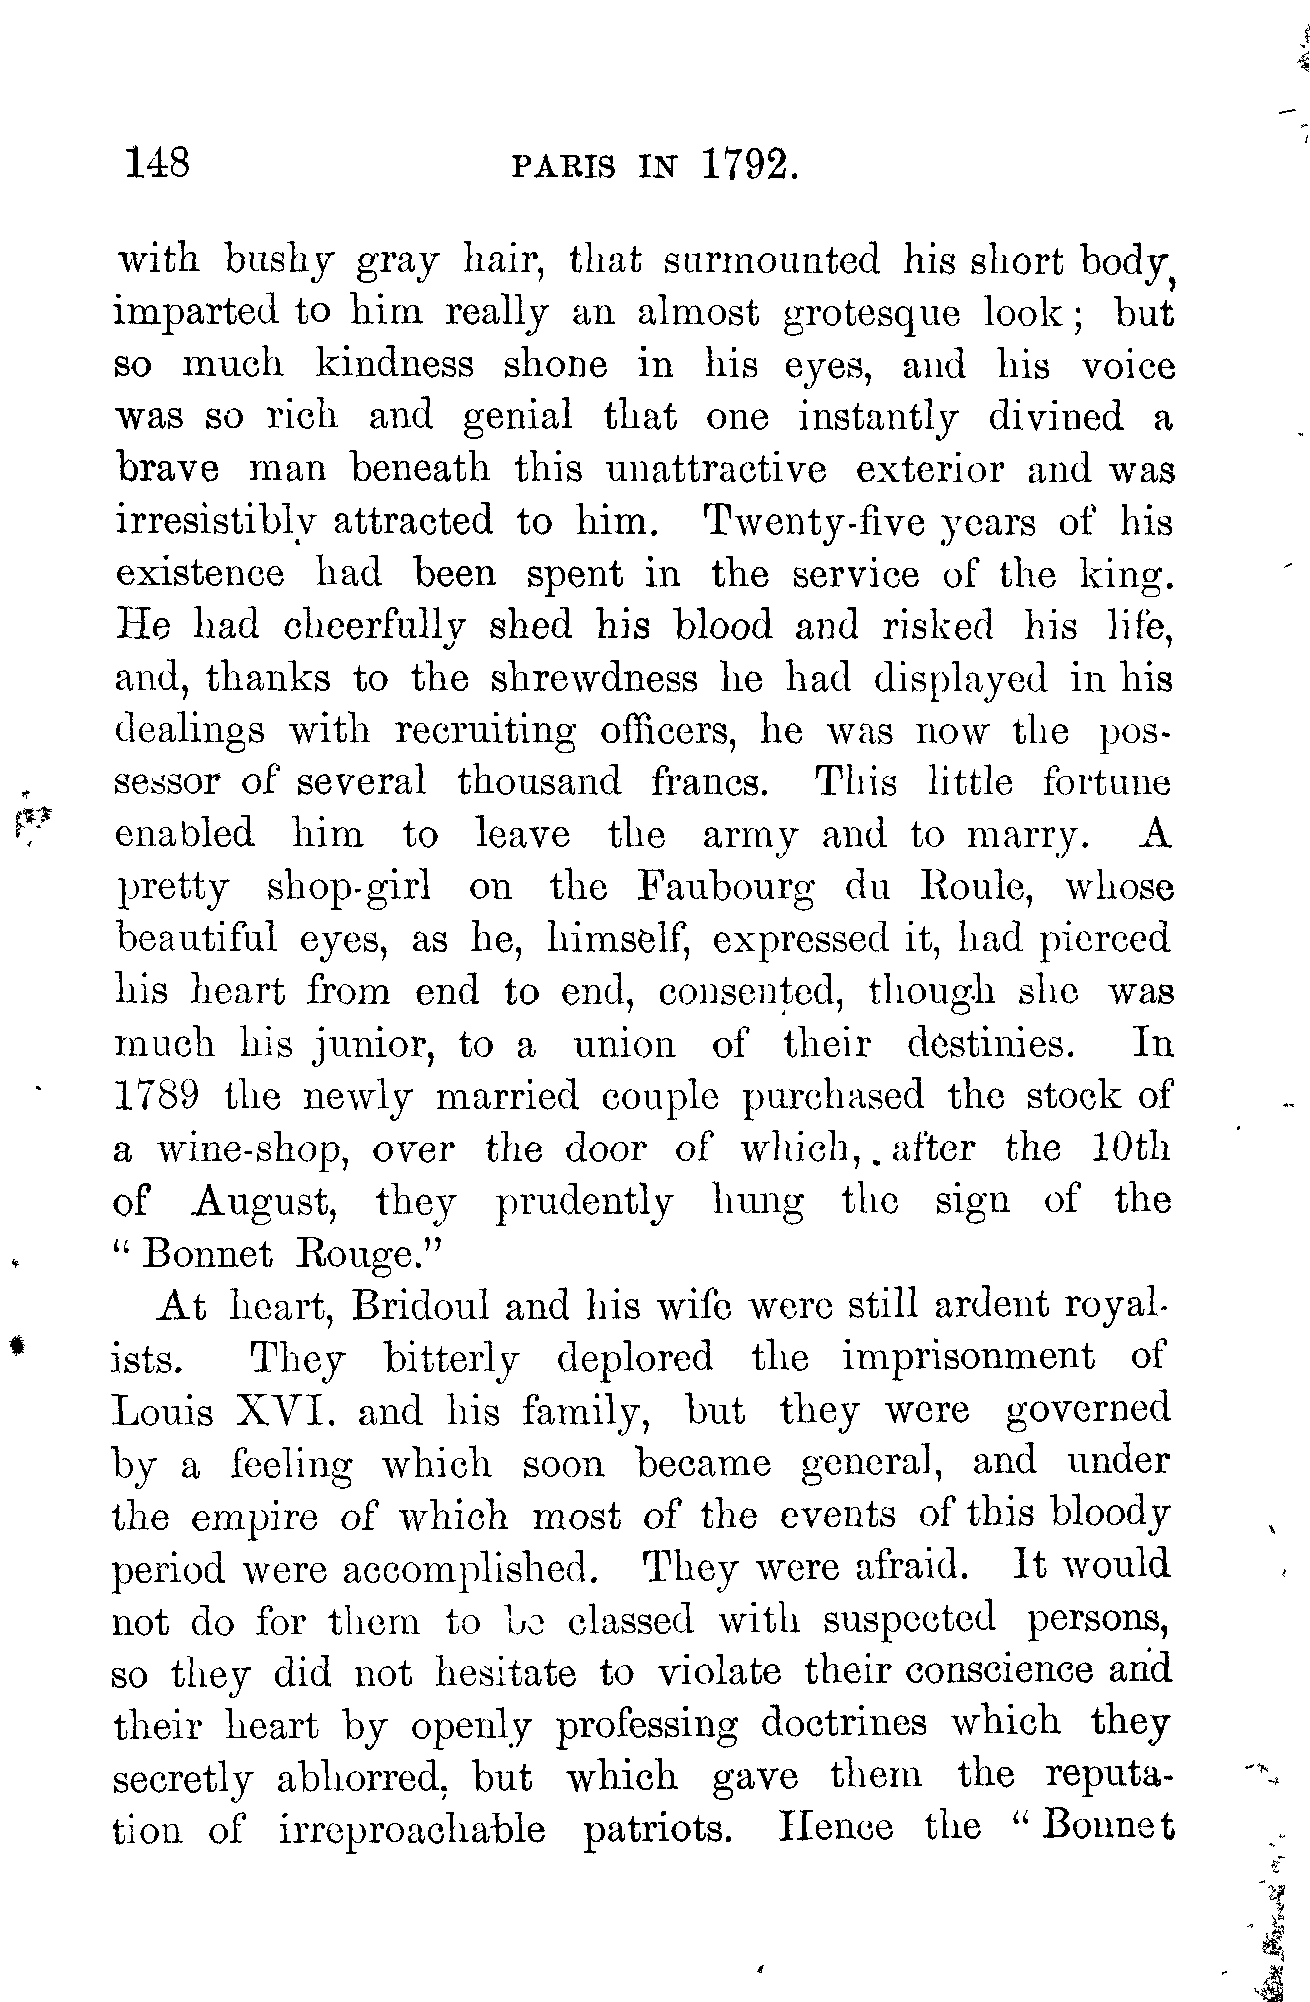 148 PARIS IN 1792.
with bushy gray hair, that surmounted his short body,
imparted to him really an almost grotesque look; but
so much kindness shone in his eyes, and his voice
was so rich and genial that one instantly divined a
brave man beneath this unattractive exterior and was
irresistibly attracted to him. Twenty-five years of his
existence had been spent in the service of the king.
He had cheerfully shed his blood and risked his life,
and, thanks to the shrewdness he had displayed in his
dealings with recruiting officers, he was now the pos-
sessor of several thousand francs. This little fortune
enabled him to leave the army and to marry. A
pretty shop-girl on the Faubourg du Roule, whose
beautiful eyes, as he, himself, expressed it, had pierced
his heart from end to end, consented, though she was
much his junior, to a union of their destinies. In
1789 the newly married couple purchased the stock of
a wine-shop, over the door of which, after the 10th
of August, they prudently hung the sign of the
"Bonnet Rouge."
At heart, Bridoul and his wife were still ardent royal-
ists. They bitterly deplored the imprisonment of
Louis XVI. and his family, but they were governed
by a feeling which soon became general, and under
the empire of which most of the events of this bloody
period were accomplished. They were afraid. It would
not do for them to be classed with suspected persons,
so they did not hesitate to violate their conscience and
their heart by openly professing doctrines which they
secretly abhorred, but which gave them the reputa-
tion of irreproachable patriots. Hence the "Bonnet